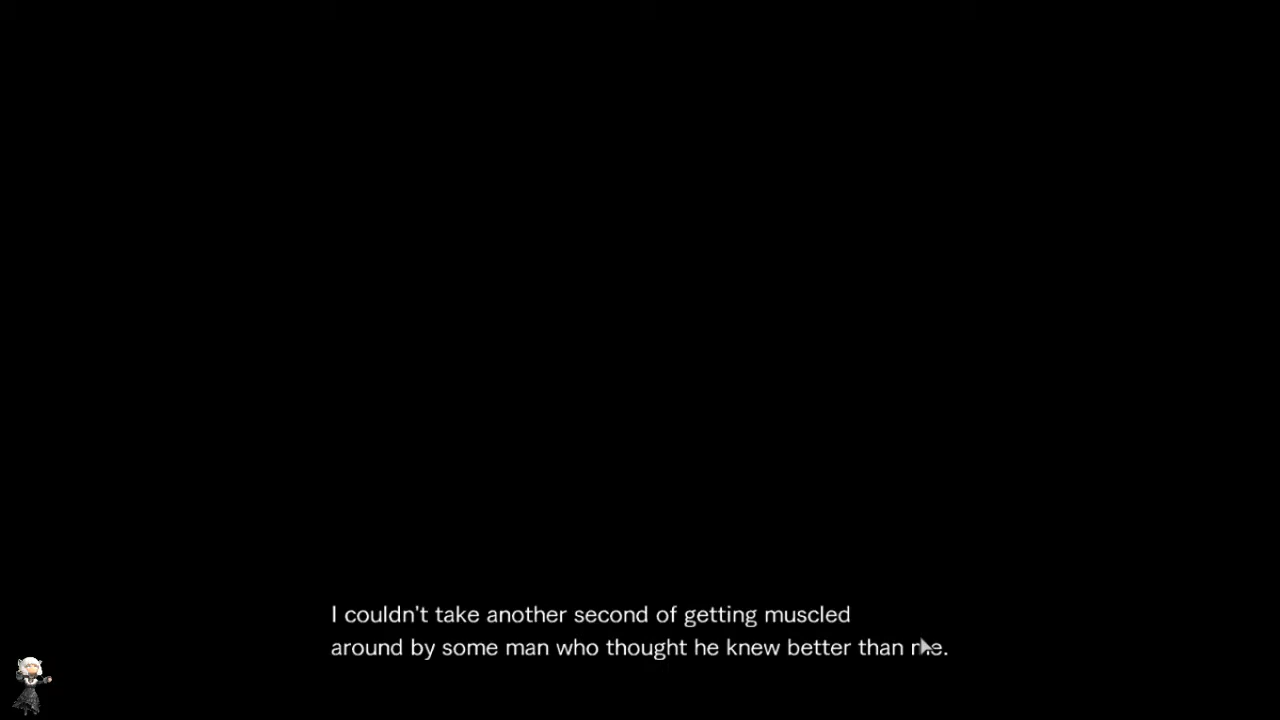 I couldn't take another second of getting muscled
around by some man who thought he knew better than me.